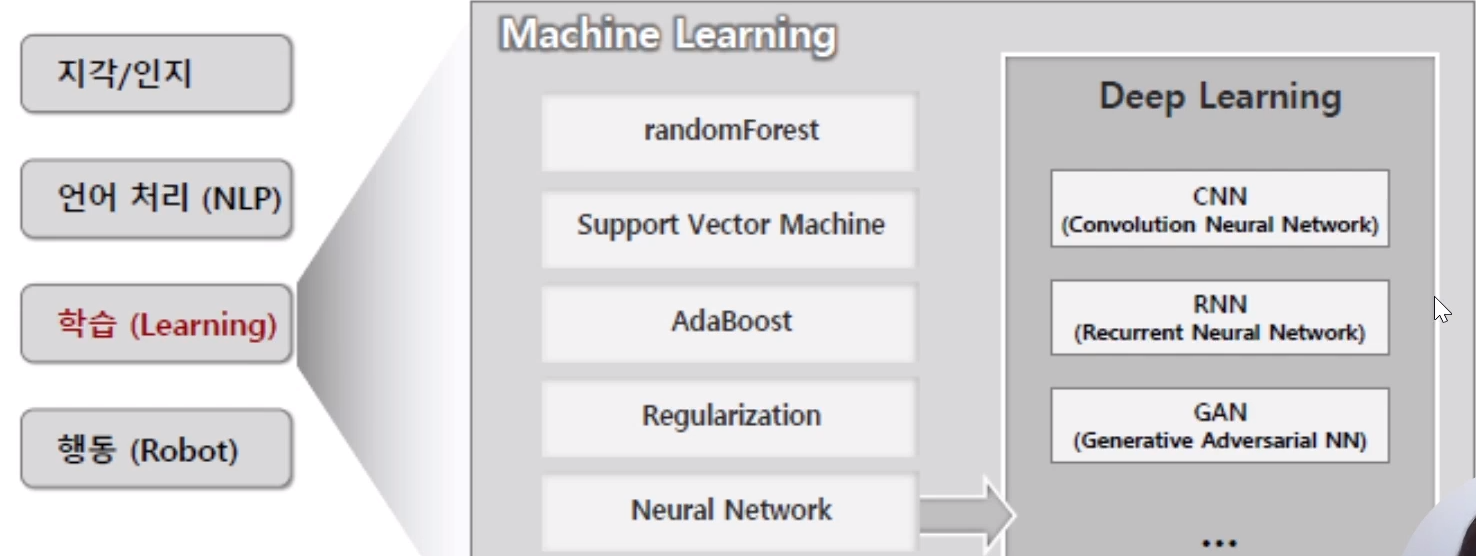 지각/인지
언어 처리 (NLP)
학습 (Learning)
행동 (Robot)
Machine Learning
randomForest
Support Vector Machine
AdaBoost
Regularization
Neural Network
Deep Learning
CNN
(Convolution Neural Network)
RNN
(Recurrent Neural Network)
GAN
(Generative Adversarial NN)
...